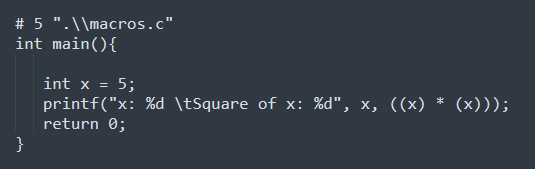 # 5 ".\\macros.c"
int main(){
int x = 5;
printf("x: %d \tSquare of x: %d", x, ((x) * (x)));
return 0;
}